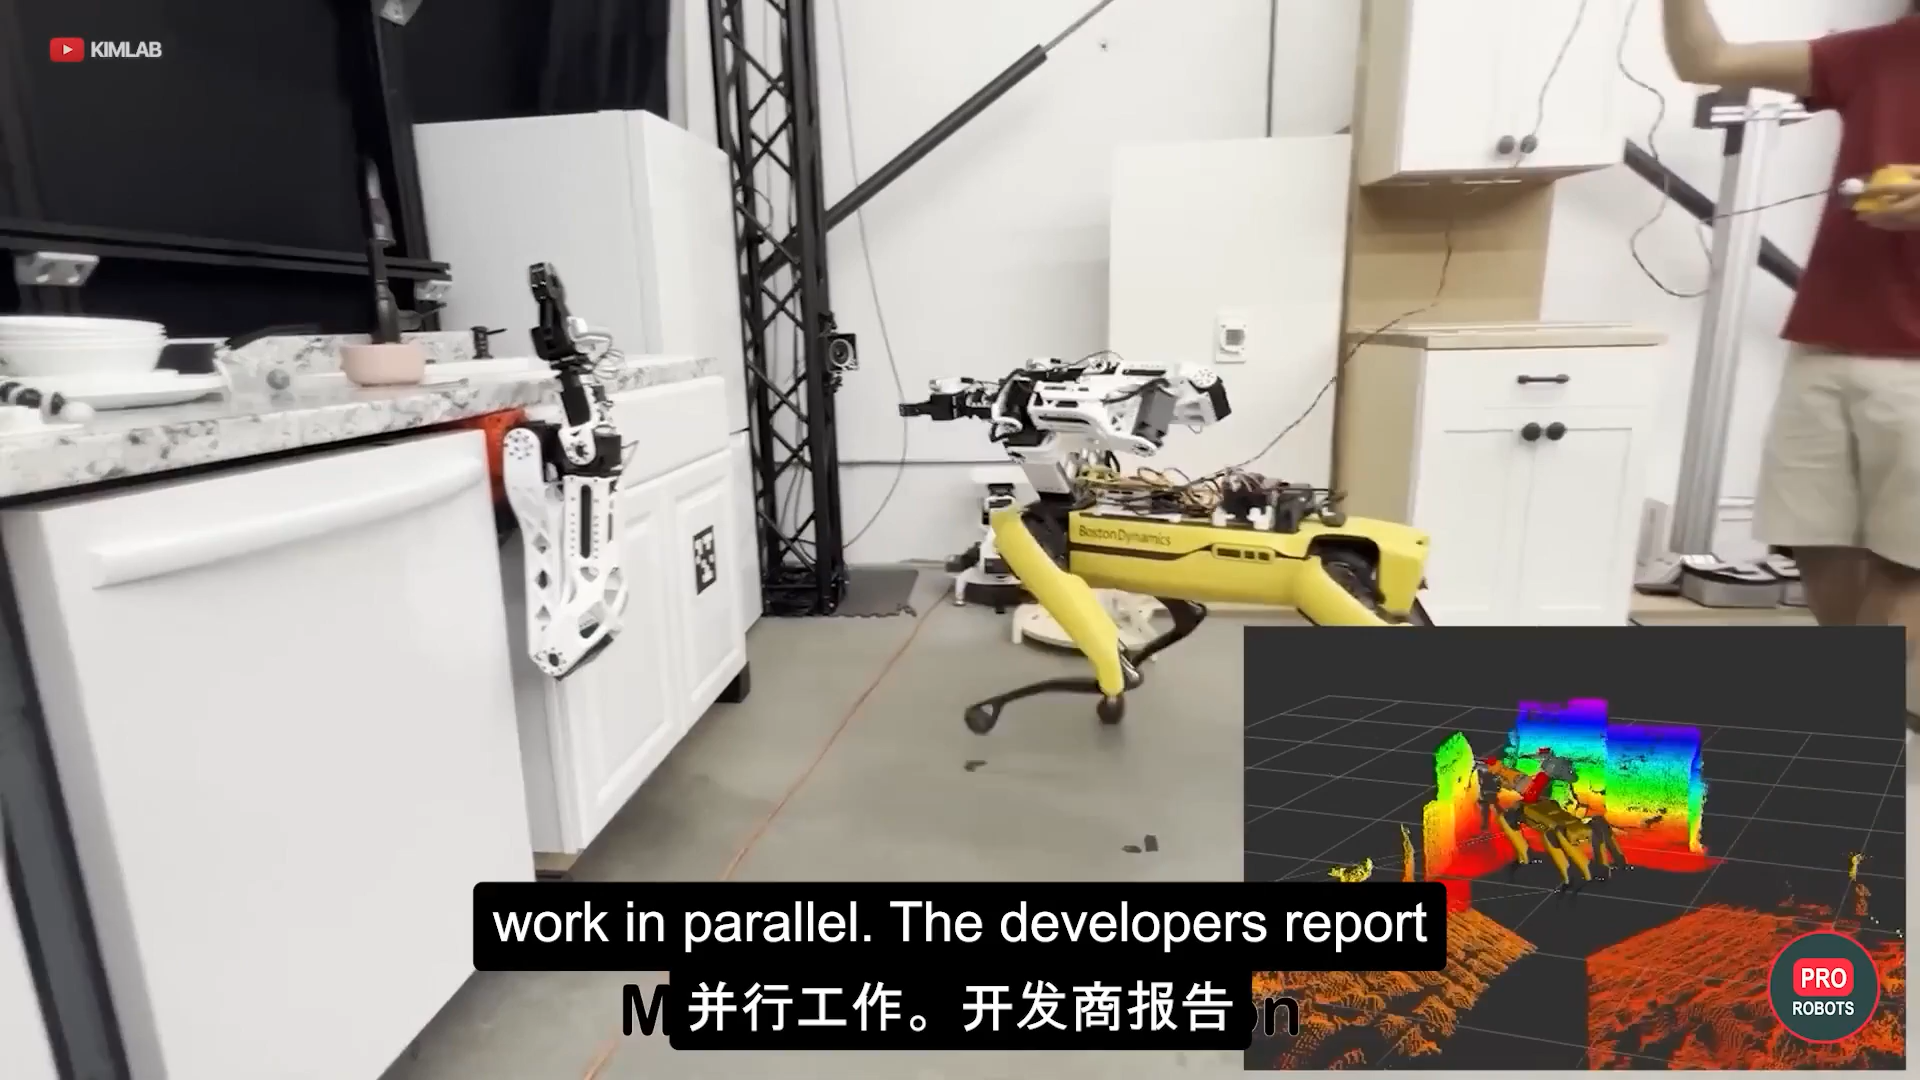 KIMLAB
Boston Dynamics
work in parallel. The developers report
并行工作。开发商报告
PRO
ROBOTS